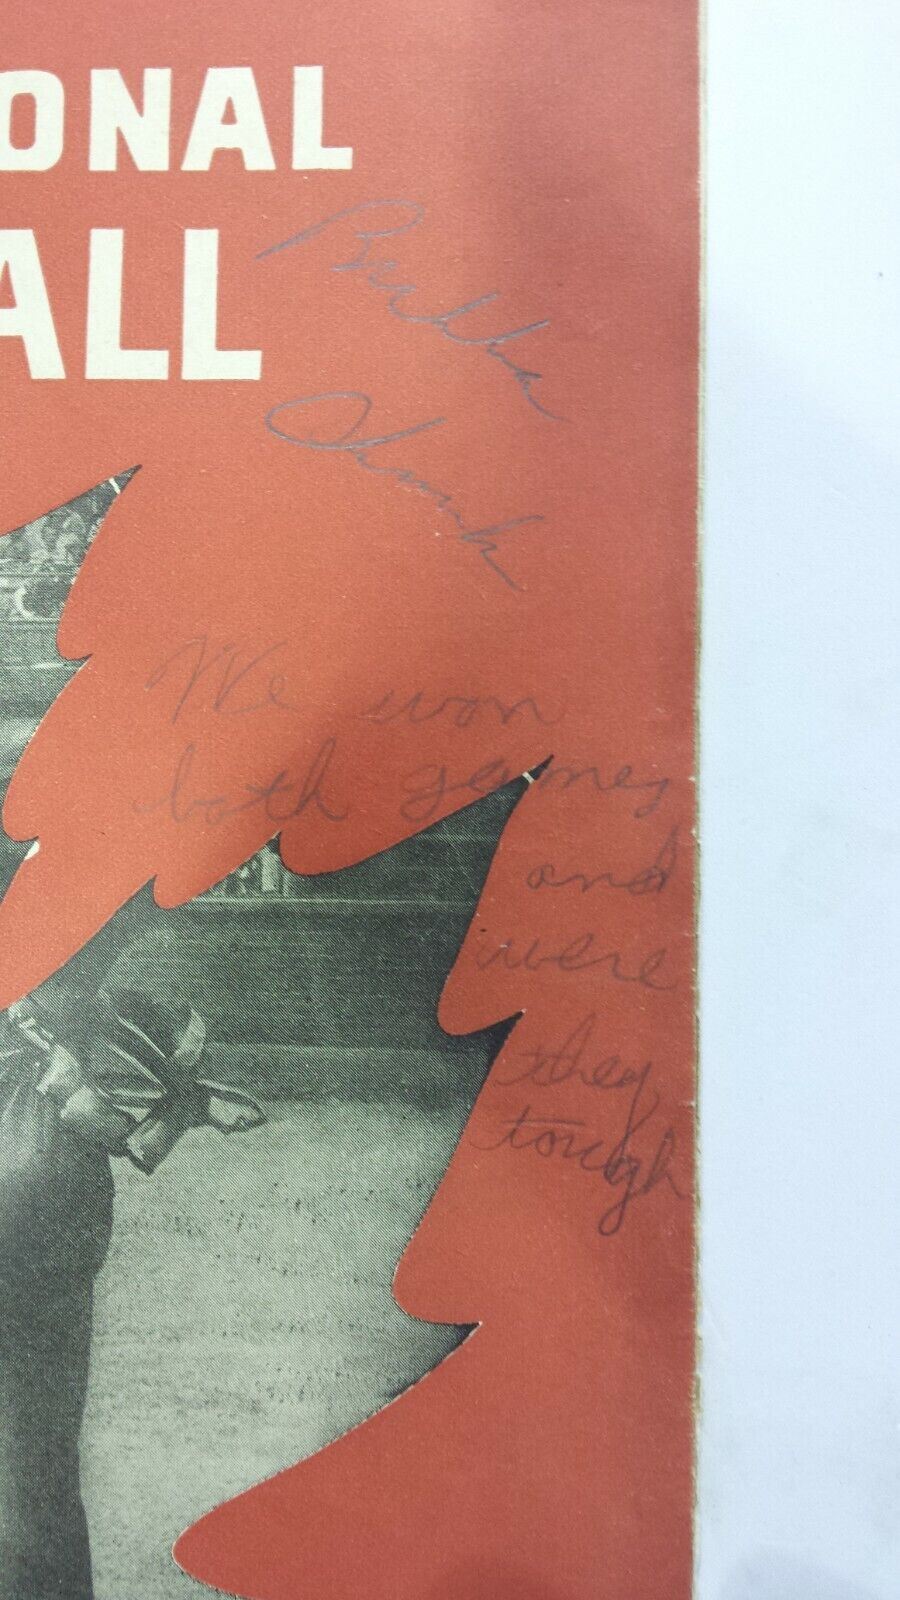 ONAL
ALL
We won
both games
and
were
they
tough